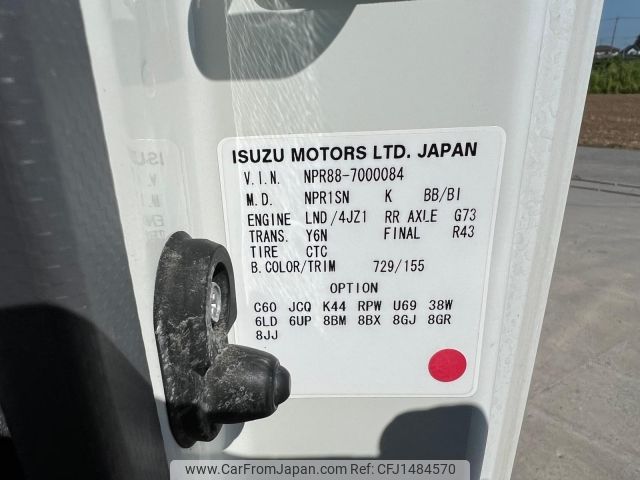 ISUZU MOTORS LTD. JAPAN
V.I.N. NPR88-7000084
M.D. NPR1SN K BB/BI
ENGINE LND/4JZ1 RR AXLE G73
TRANS. Y6N FINAL R43
TIRE CTC
B.COLOR/TRIM 729/155
OPTION
C60 JCQ K44 RPW U69 38W
6LD 6UP 8BM 8BX 8GJ 8GR
8JJ
www.CarFromJapan.com CarFromJapan ID: CFJ1484570